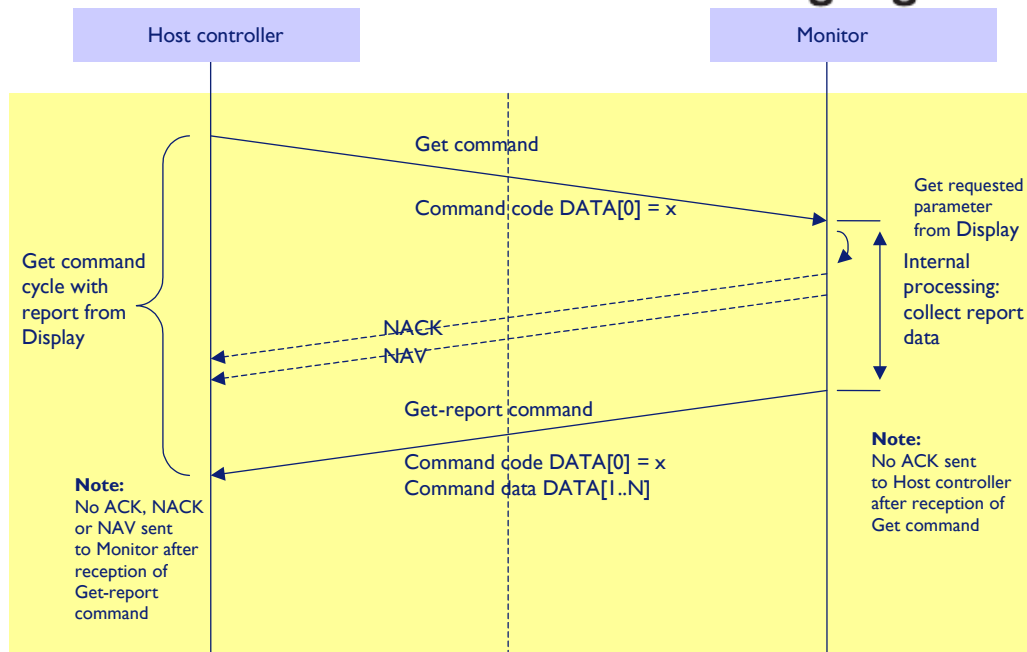 Host controller
Monitor
Get command
Command code DATA[0] = x
Get requested
parameter
from Display
Get command
cycle with
report from
Display
Internal
processing:
collect report
data
NACK
NAV
Get-report command
Command code DATA[0] = x
Command data DATA[1..N]
Note:
No ACK sent
to Host controller
after reception of
Get command
Note:
No ACK, NACK
or NAV sent
to Monitor after
reception of
Get-report
command